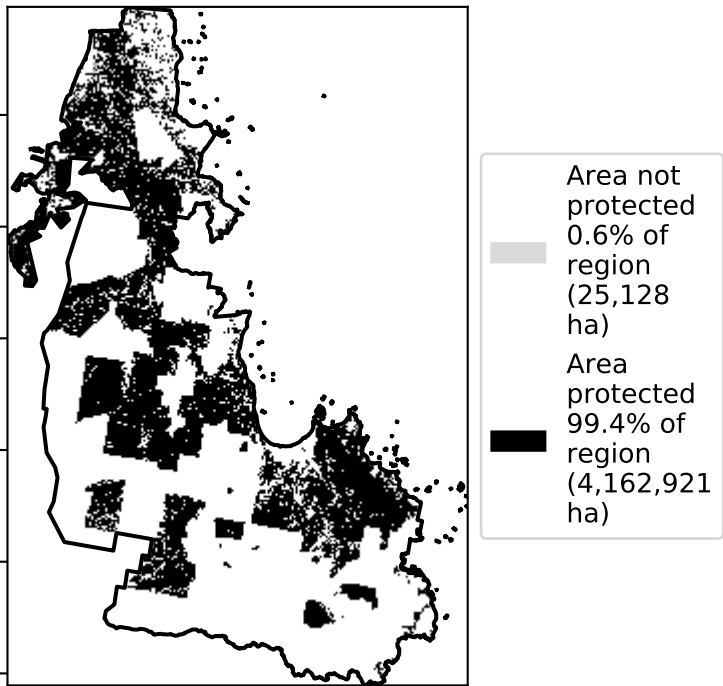 Area not
protected
0.6% of
region
(25,128
ha)
Area
protected
99.4% of
region
(4,162,921
ha)